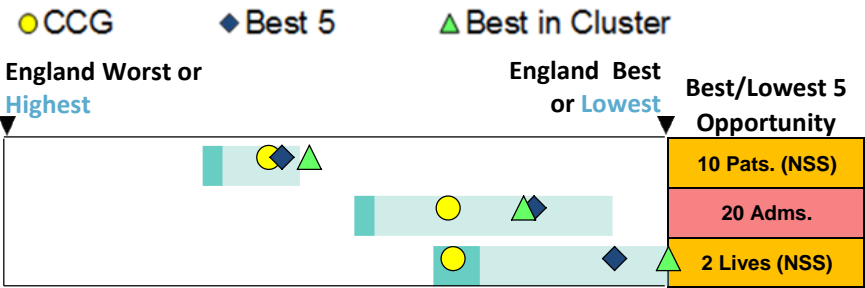 CCG Best 5 Best in Cluster
England Worst or
Highest
England Best
or Lowest
Best/Lowest 5
Opportunity
10 Pats. (NSS)
20 Adms.
2 Lives (NSS)